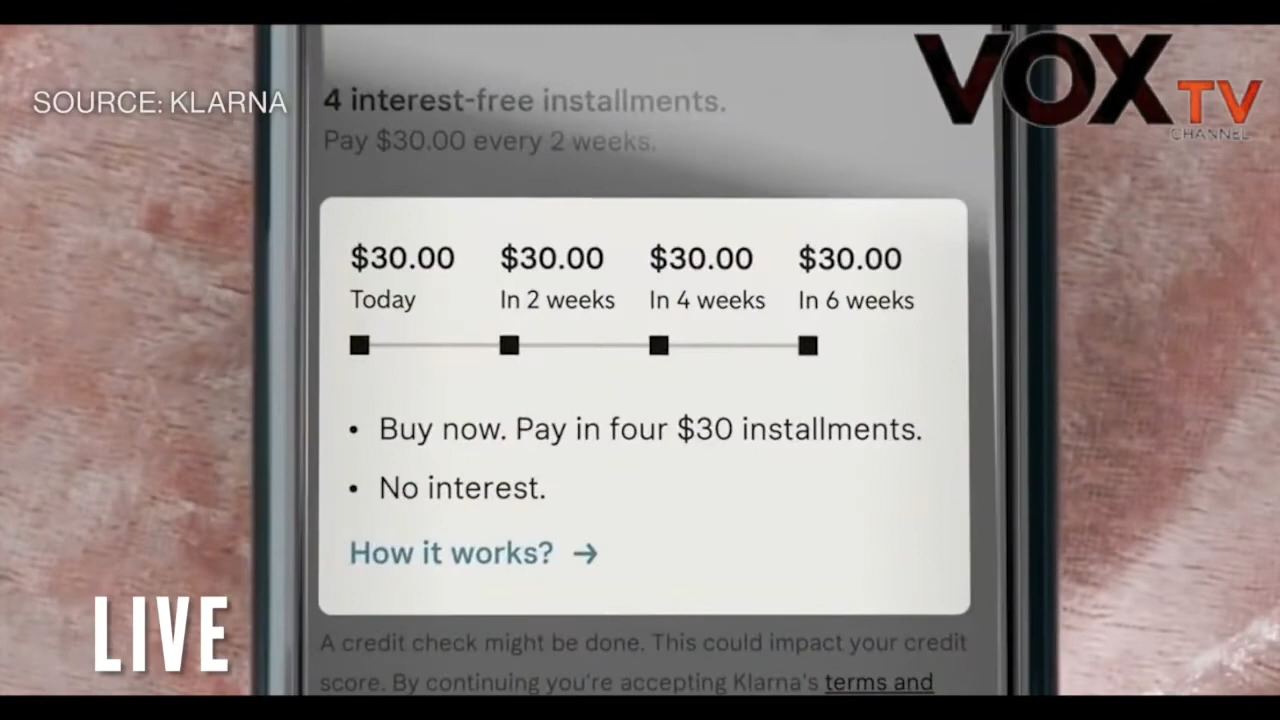 SOURCE: KLARNA
VOX TV
CHANNEL
4 interest-free installments.
Pay $30.00 every 2 weeks.
$30.00 $30.00 $30.00 $30.00
Today In 2 weeks In 4 weeks In 6 weeks
• Buy now. Pay in four $30 installments.
• No interest.
How it works? →
LIVE
A credit check might be done. This could impact your credit
score. By continuing you're accepting Klarna's terms and